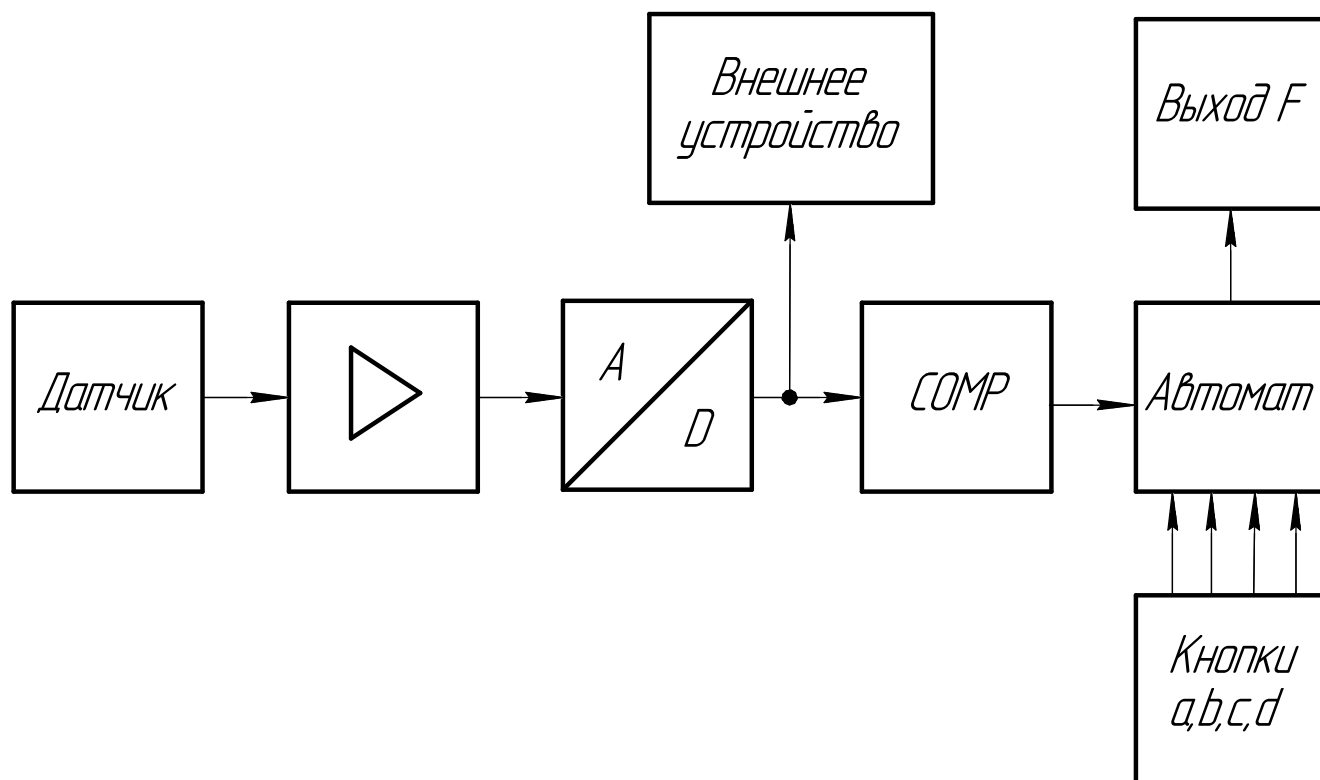 Внешнее
устройство
Выход F
Датчик
A
D
COMP
Автомат
Кнопки
a,b,c,d